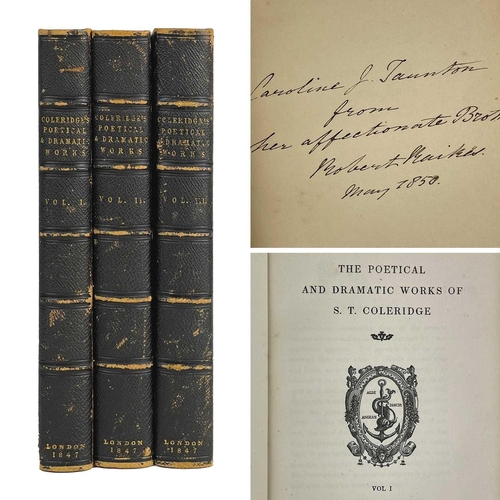 COLERIDGE'S
POETICAL
& DRAMATIC
WORKS
VOL. I.
LONDON
1847
COLERIDGE'S
POETICAL
& DRAMATIC
WORKS
VOL. II.
LONDON
1847
COLERIDGE'S
POETICAL
& DRAMATIC
WORKS
VOL. III.
LONDON
1847
Caroline J. Taunton
from
her affectionate Broth
Robert Raikes.
May 1850.
THE POETICAL
AND DRAMATIC WORKS OF
S. T. COLERIDGE
ALDI
DISCIP.
ANGLVS
VOL I